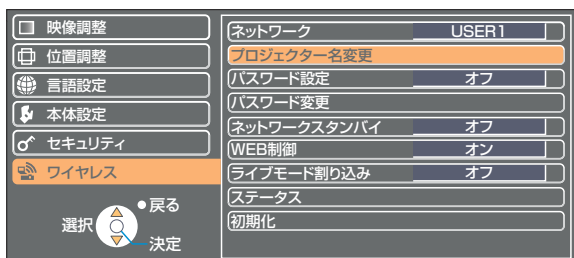 映像調整
位置調整
言語設定
本体設定
セキュリティ
ワイヤレス
戻る
選択
決定
ネットワーク USER1
プロジェクター名変更
パスワード設定 オフ
パスワード変更
ネットワークスタンバイ オフ
WEB制御 オン
ライブモード割り込み オフ
ステータス
初期化